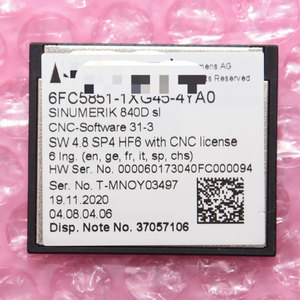 emens AG
s Reserved
6FC5851-1XG45-4YA0
SINUMERIK 840D sl
CNC-Software 31-3
SW 4.8 SP4 HF6 with CNC license
6 lng. (en, ge, fr, it, sp, chs)
HW Ser. No. 000060173040FC000094
Serial. No. T-MNOY03497
19.11.2020
04.08.04.06
Disp. Note No. 37057106